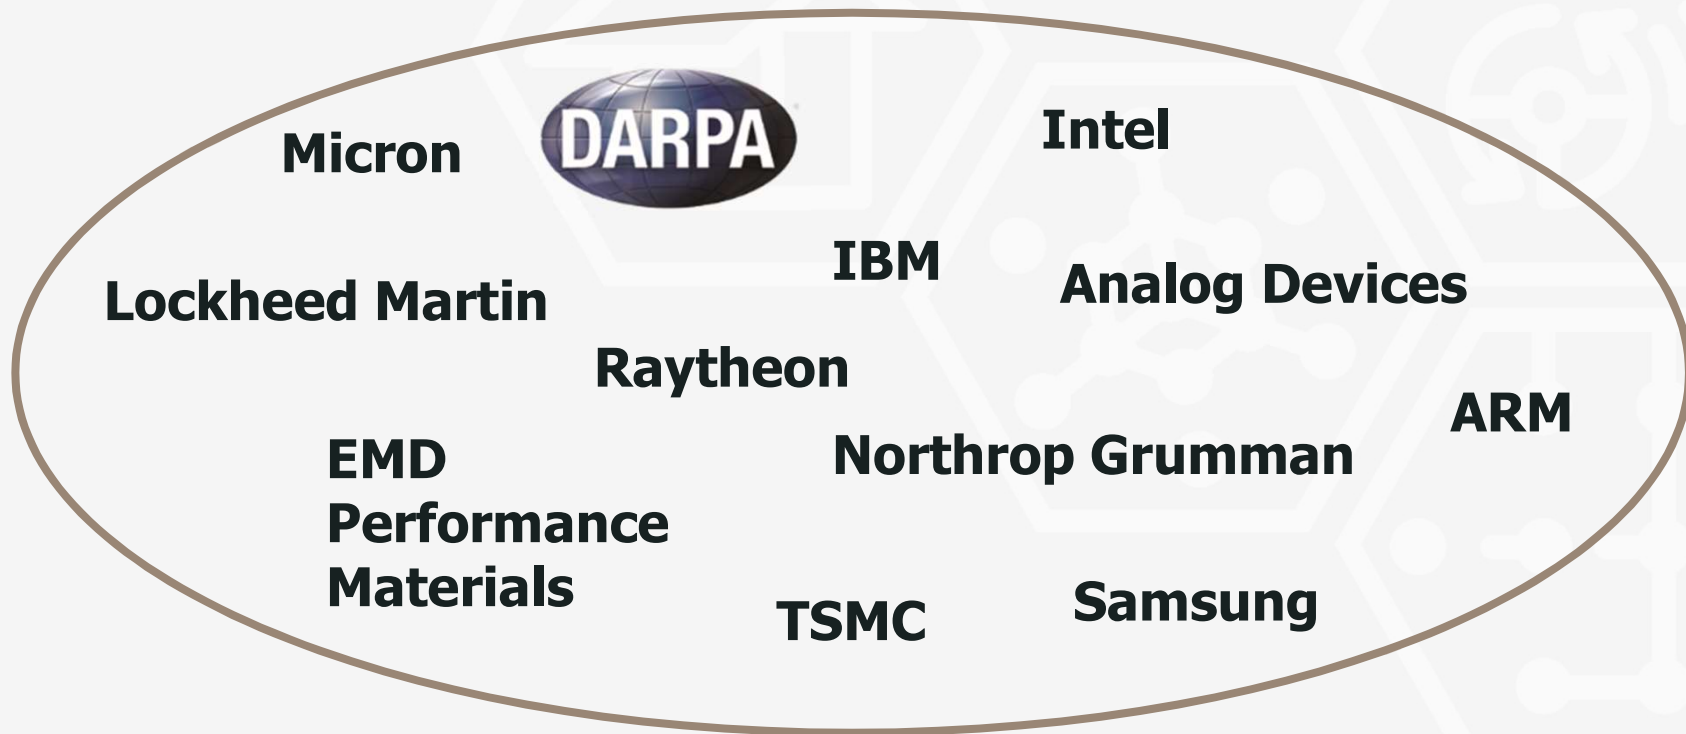 Micron
DARPA
Intel
IBM
Analog Devices
Lockheed Martin
Raytheon
ARM
EMD
Performance
Materials
Northrop Grumman
TSMC
Samsung